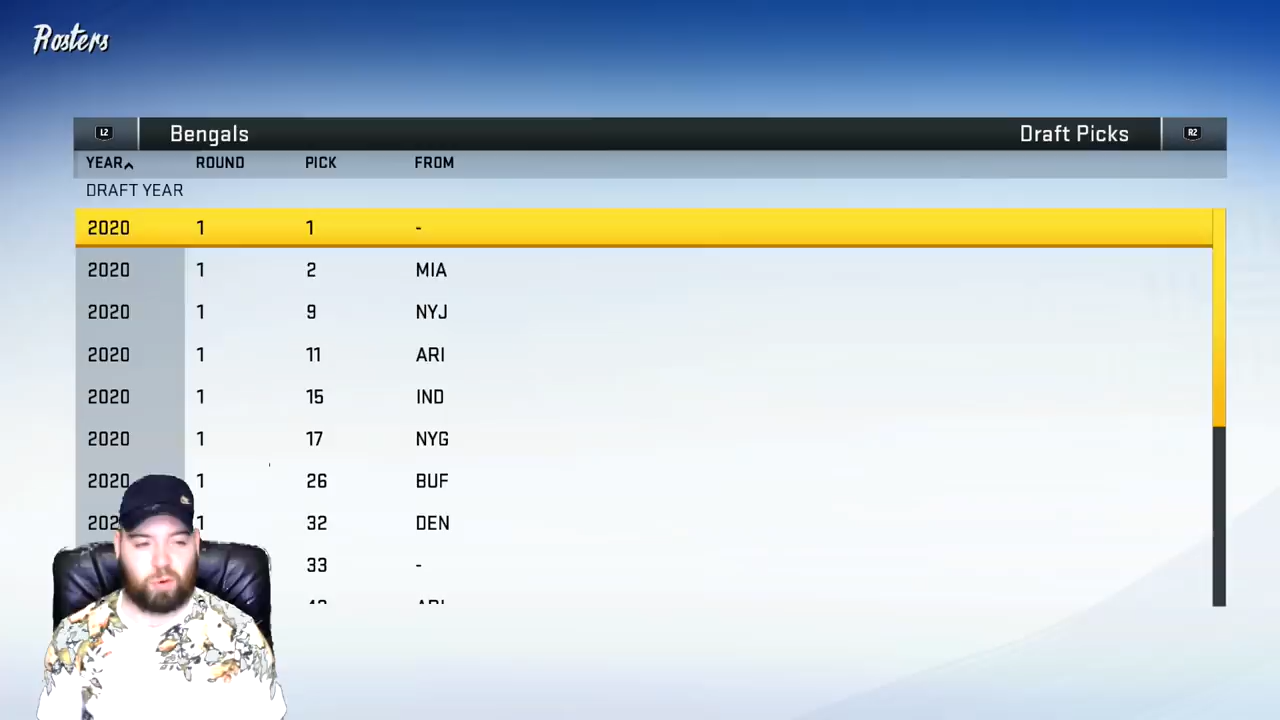 Rosters
L2 Bengals Draft Picks R2
YEAR ROUND PICK FROM
DRAFT YEAR
2020 1 1 -
2020 1 2 MIA
2020 1 9 NYJ
2020 1 11 ARI
2020 1 15 IND
2020 1 17 NYG
2020 1 26 BUF
202 1 32 DEN
33 -